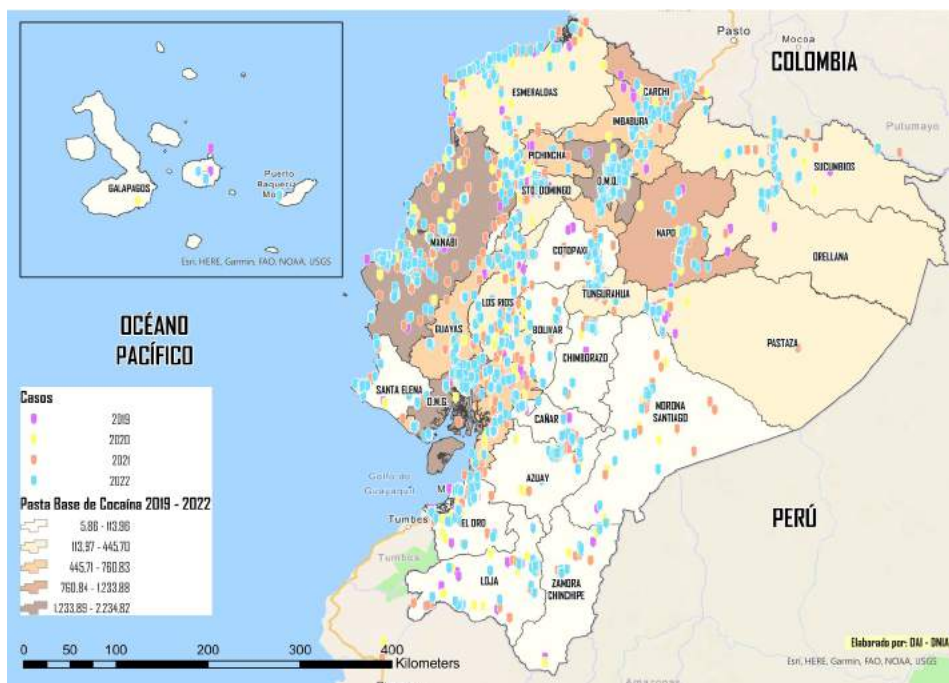 Pasto
Mocoa
COLOMBIA
Putumayo
ESMERALDAS
CARCHI
IMBABURA
PICHINCHA
SUCUMBIOS
STO. DOMINGO
D.M.Q.
GALAPAGOS
Puerto
Baquerizo
Mo
Esri, HERE, Garmin, FAO, NOAA, USGS
MANABI
NAPO
COTOPAXI
ORELLANA
TUNGURAHUA
LOS RIOS
OCÉANO
PACÍFICO
GUAYAS
BOLIVAR
PASTAZA
CHIMBORAZO
SANTA ELENA
D.M.G.
MORONA
SANTIAGO
CAÑAR
Golfo de
Guayaquil
AZUAY
M
Tumbes
EL ORO
PERÚ
Tumbes
LOJA
ZAMORA
CHINCHIPE
Casos
2019
2020
2021
2022
Pasta Base de Cocaína 2019 - 2022
5,86 - 113,96
113,97 - 445,70
445,71 - 760,83
760,84 - 1.233,88
1.233,89 - 2.234,82
0 50 100 200 300 400
Kilometers
Elaborado por: DAI - DNIA
Esri, HERE, Garmin, FAO, NOAA, USGS
Amazonas